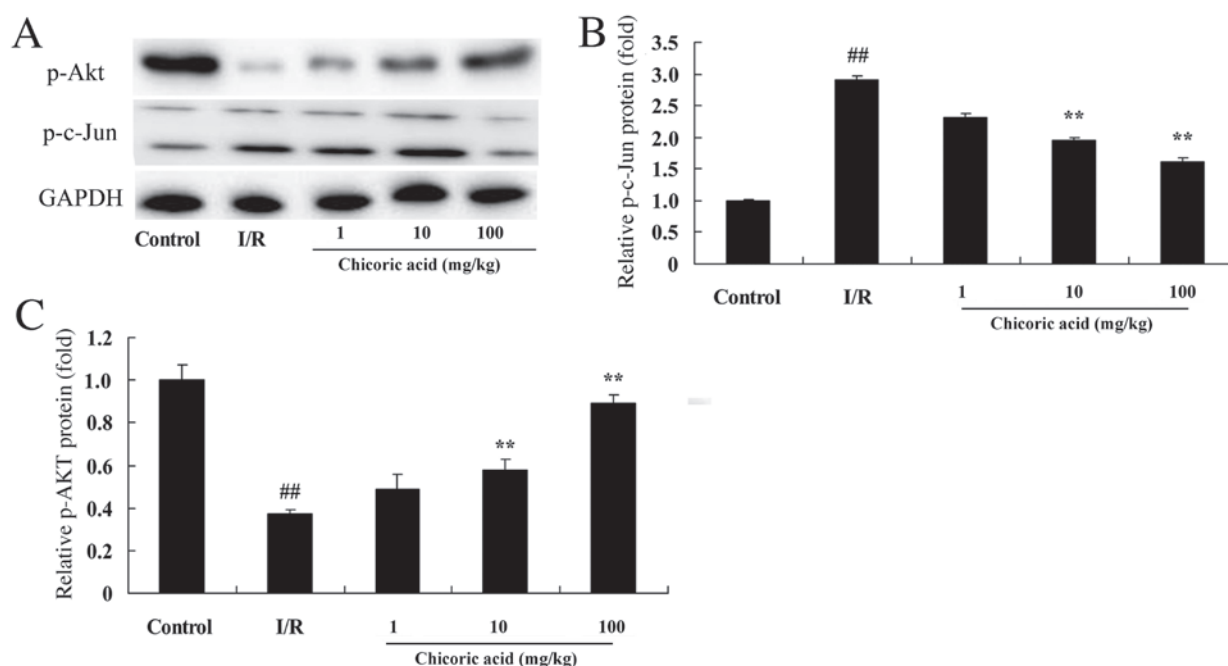 A
p-Akt
p-c-Jun
GAPDH
Control I/R 1 10 100
Chicoric acid (mg/kg)
B
Relative p-c-Jun protein (fold)
3.5
3.0
2.5
2.0
1.5
1.0
0.5
0
##
**
**
Control I/R 1 10 100
Chicoric acid (mg/kg)
C
Relative p-AKT protein (fold)
1.2
1.0
0.8
0.6
0.4
0.2
0
##
**
**
Control I/R 1 10 100
Chicoric acid (mg/kg)